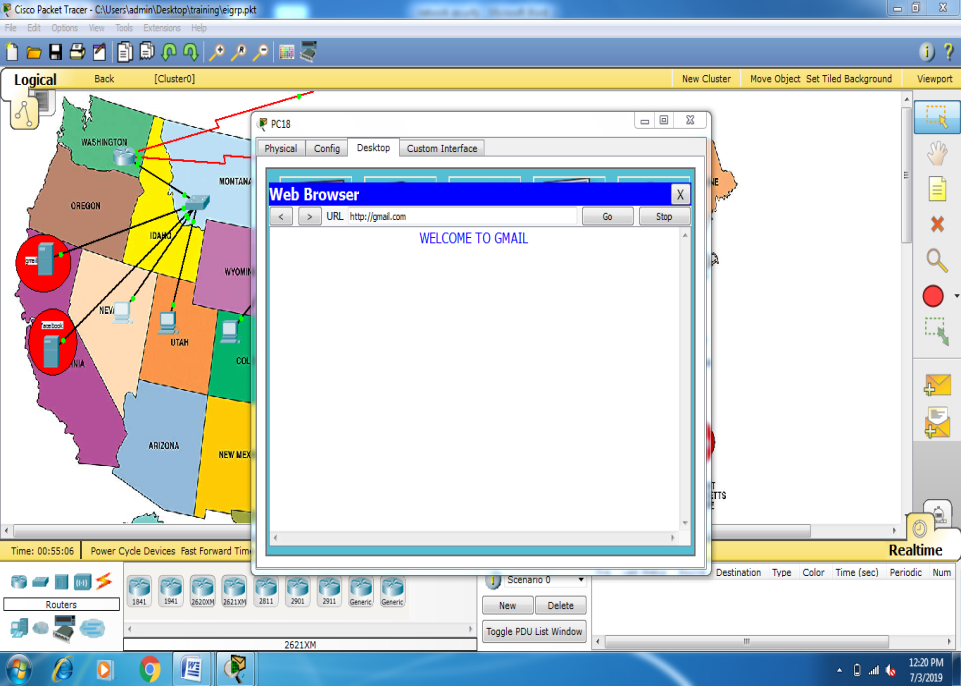 Cisco Packet Tracer - C:\Users\admin\Desktop\training\eigrp.pkt
File Edit Options View Tools Extensions Help
Logical Back [Cluster0] New Cluster Move Object Set Tiled Background Viewport
WASHINGTON
MONTANA
OREGON
IDAHO
WYOMIN
gmail
NEV
facebook
UTAH
COL
NIA
ARIZONA
NEW MEX
NE
TTS
PC18
Physical Config Desktop Custom Interface
Web Browser X
< > URL http://gmail.com Go Stop
WELCOME TO GMAIL
Time: 00:55:06 Power Cycle Devices Fast Forward Time
Realtime
Routers
1841 1941 2620XM 2621XM 2811 2901 2911 Generic Generic
2621XM
Scenario 0
New Delete
Toggle PDU List Window
Destination Type Color Time (sec) Periodic Num
12:20 PM
7/3/2019